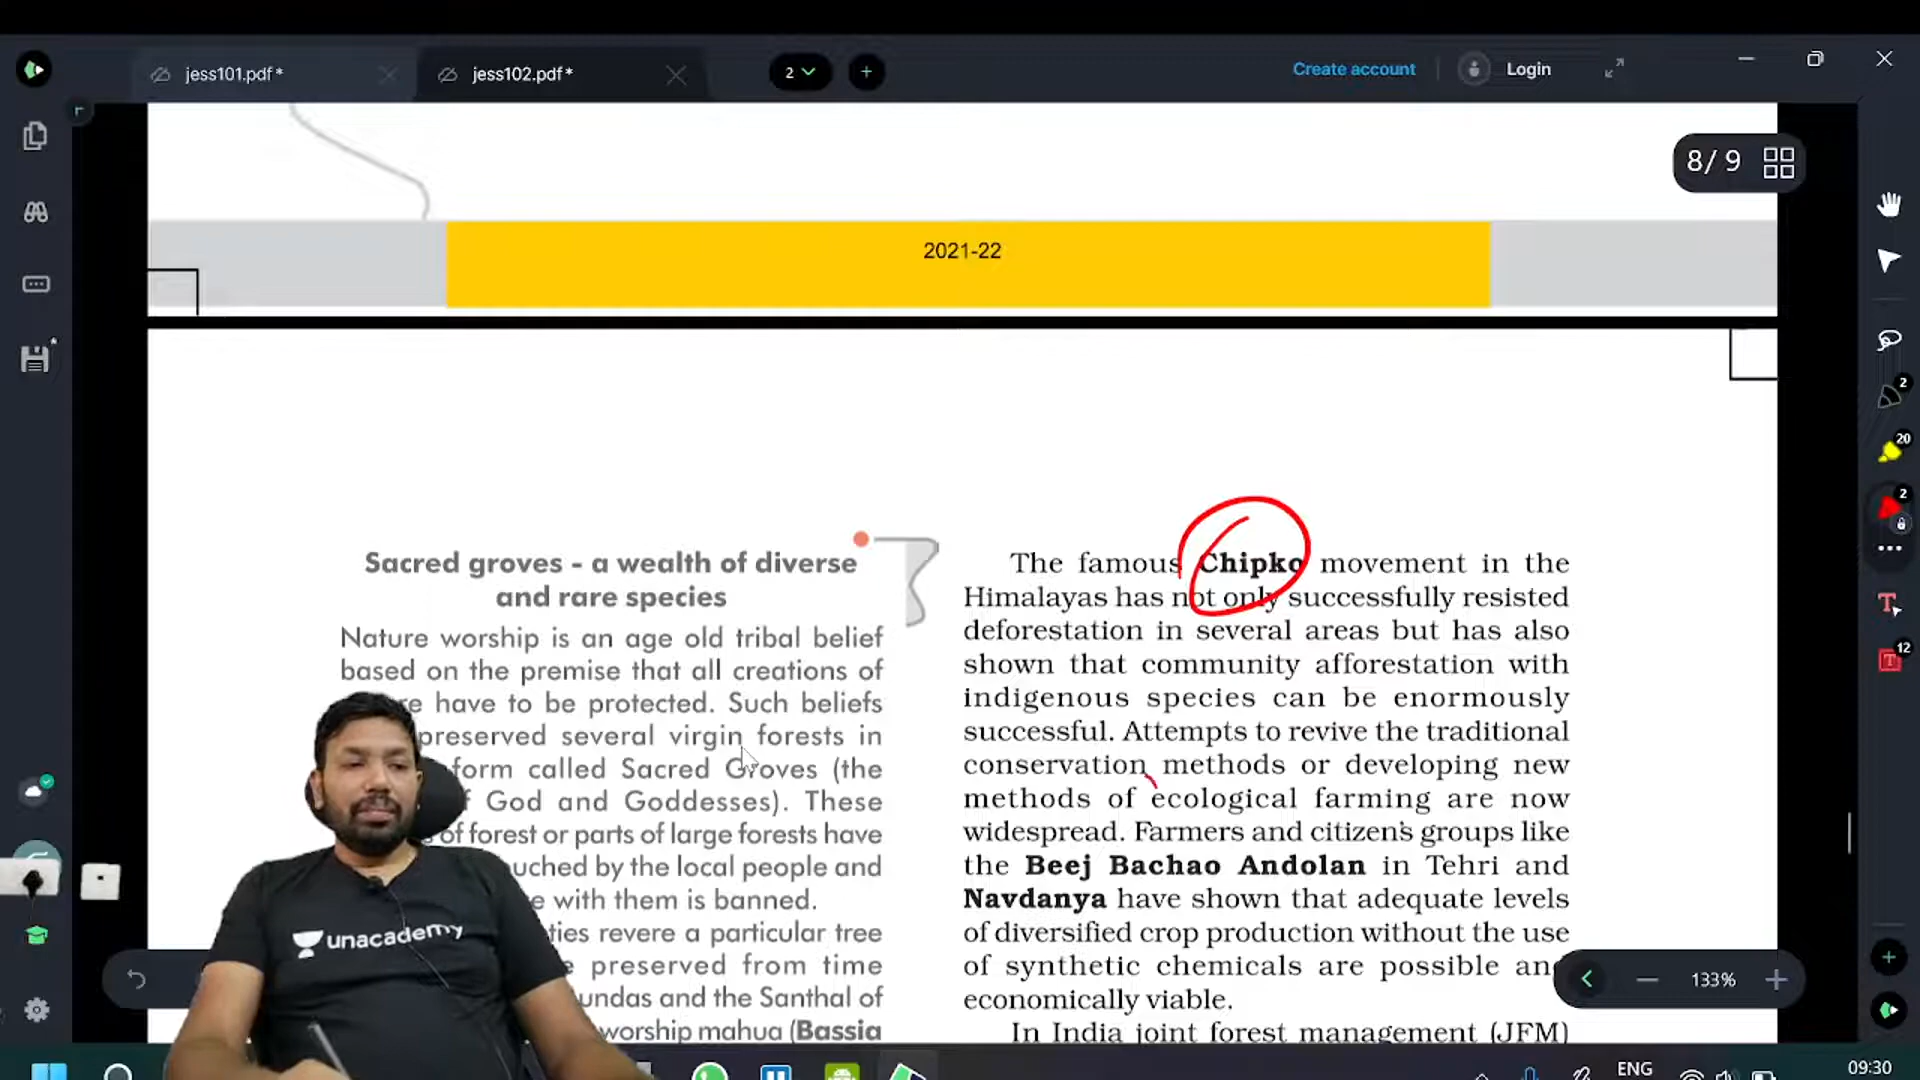 jess101.pdf*
jess102.pdf*
2
Create account
Login
8/ 9
2021-22
Sacred groves - a wealth of diverse
and rare species
Nature worship is an age old tribal belief
based on the premise that all creations of
have to be protected. Such beliefs
preserved several virgin forests in
form called Sacred Groves (the
God and Goddesses). These
of forest or parts of large forests have
by the local people and
with them is banned.
revere a particular tree
preserved from time
and the Santhal of
worship mahua (Bassia
The famous Chipko movement in the
Himalayas has not only successfully resisted
deforestation in several areas but has also
shown that community afforestation with
indigenous species can be enormously
successful. Attempts to revive the traditional
conservation methods or developing new
methods of ecological farming are now
widespread. Farmers and citizen's groups like
the Beej Bachao Andolan in Tehri and
Navdanya have shown that adequate levels
of diversified crop production without the use
of synthetic chemicals are possible and
economically viable.
In India joint forest management (JFM)
unacademy
2
20
2
T
T
12
133%
ENG
09:30